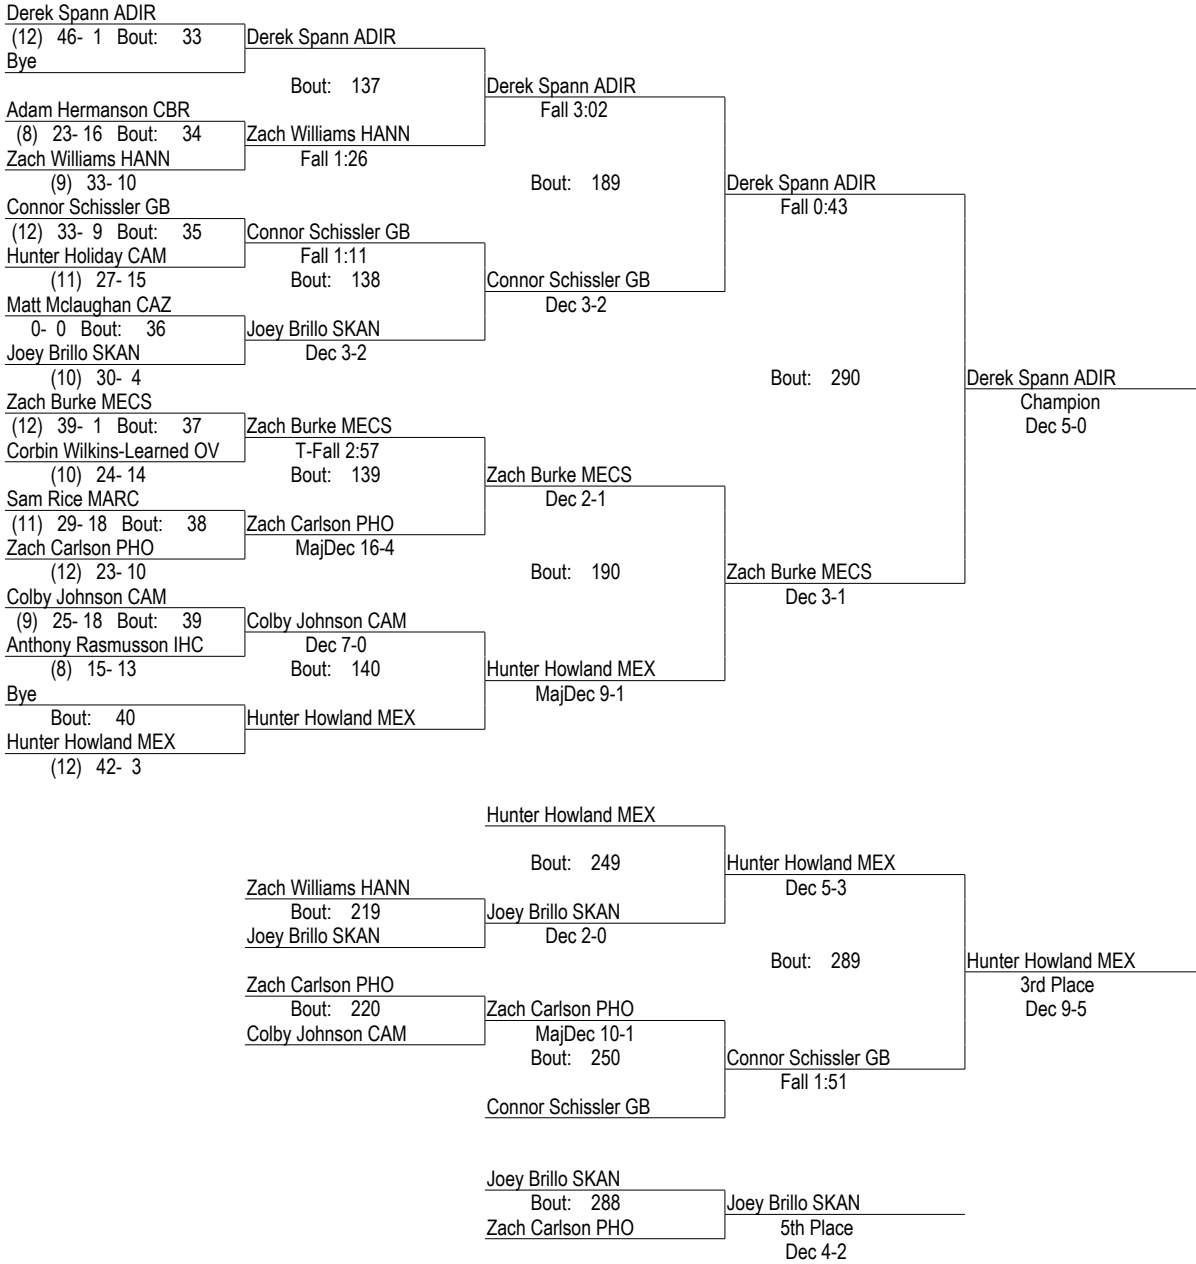 Derek Spann ADIR
(12) 46- 1 Bout: 33 Derek Spann ADIR
Bye
Bout: 137 Derek Spann ADIR
Adam Hermanson CBR Fall 3:02
(8) 23- 16 Bout: 34 Zach Williams HANN
Zach Williams HANN Fall 1:26
(9) 33- 10 Bout: 189 Derek Spann ADIR
Connor Schissler GB Fall 0:43
(12) 33- 9 Bout: 35 Connor Schissler GB
Hunter Holiday CAM Fall 1:11
(11) 27- 15 Bout: 138 Connor Schissler GB
Matt Mclaughan CAZ Dec 3-2
0- 0 Bout: 36 Joey Brillo SKAN
Joey Brillo SKAN Dec 3-2
(10) 30- 4 Bout: 290 Derek Spann ADIR
Zach Burke MECS Champion
(12) 39- 1 Bout: 37 Zach Burke MECS Dec 5-0
Corbin Wilkins-Learned OV T-Fall 2:57
(10) 24- 14 Bout: 139 Zach Burke MECS
Sam Rice MARC Dec 2-1
(11) 29- 18 Bout: 38 Zach Carlson PHO
Zach Carlson PHO MajDec 16-4
(12) 23- 10 Bout: 190 Zach Burke MECS
Colby Johnson CAM Dec 3-1
(9) 25- 18 Bout: 39 Colby Johnson CAM
Anthony Rasmusson IHC Dec 7-0
(8) 15- 13 Bout: 140 Hunter Howland MEX
Bye MajDec 9-1
Bout: 40 Hunter Howland MEX
Hunter Howland MEX
(12) 42- 3
Hunter Howland MEX
Bout: 249 Hunter Howland MEX
Zach Williams HANN Dec 5-3
Bout: 219 Joey Brillo SKAN
Joey Brillo SKAN Dec 2-0
Bout: 289 Hunter Howland MEX
Zach Carlson PHO 3rd Place
Bout: 220 Zach Carlson PHO Dec 9-5
Colby Johnson CAM MajDec 10-1
Bout: 250 Connor Schissler GB
Fall 1:51
Connor Schissler GB
Joey Brillo SKAN
Bout: 288 Joey Brillo SKAN
Zach Carlson PHO 5th Place
Dec 4-2